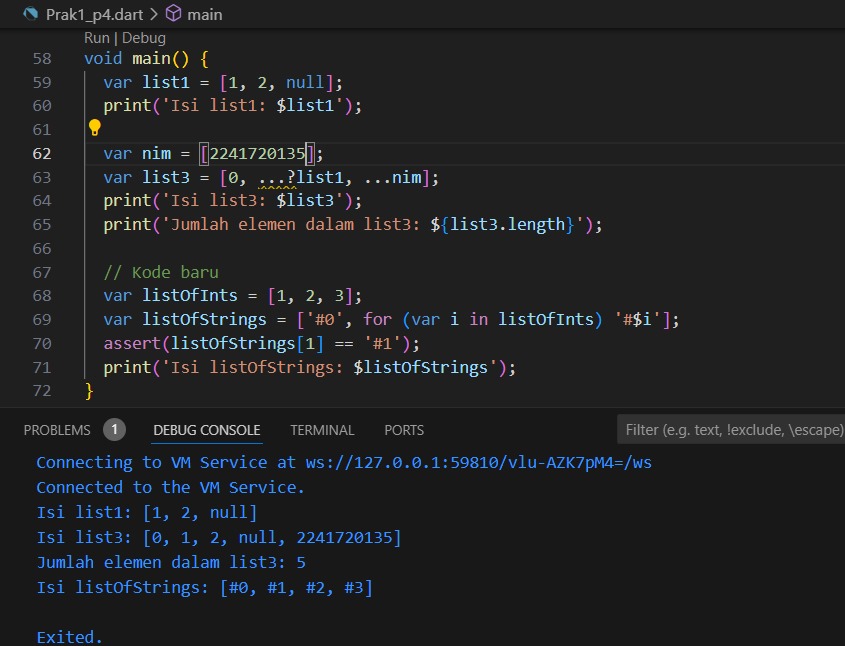 Prak1_p4.dart > main
Run | Debug
58 void main() {
59 var list1 = [1, 2, null];
60 print('Isi list1: $list1');
61
62 var nim = [2241720135];
63 var list3 = [0, ...?list1, ...nim];
64 print('Isi list3: $list3');
65 print('Jumlah elemen dalam list3: ${list3.length}');
66
67 // Kode baru
68 var listOfInts = [1, 2, 3];
69 var listOfStrings = ['#0', for (var i in listOfInts) '#$i'];
70 assert(listOfStrings[1] == '#1');
71 print('Isi listOfStrings: $listOfStrings');
72 }
PROBLEMS 1 DEBUG CONSOLE TERMINAL PORTS Filter (e.g. text, !exclude, \escape)
Connecting to VM Service at ws://127.0.0.1:59810/vlu-AZK7pM4=/ws
Connected to the VM Service.
Isi list1: [1, 2, null]
Isi list3: [0, 1, 2, null, 2241720135]
Jumlah elemen dalam list3: 5
Isi listOfStrings: [#0, #1, #2, #3]
Exited.